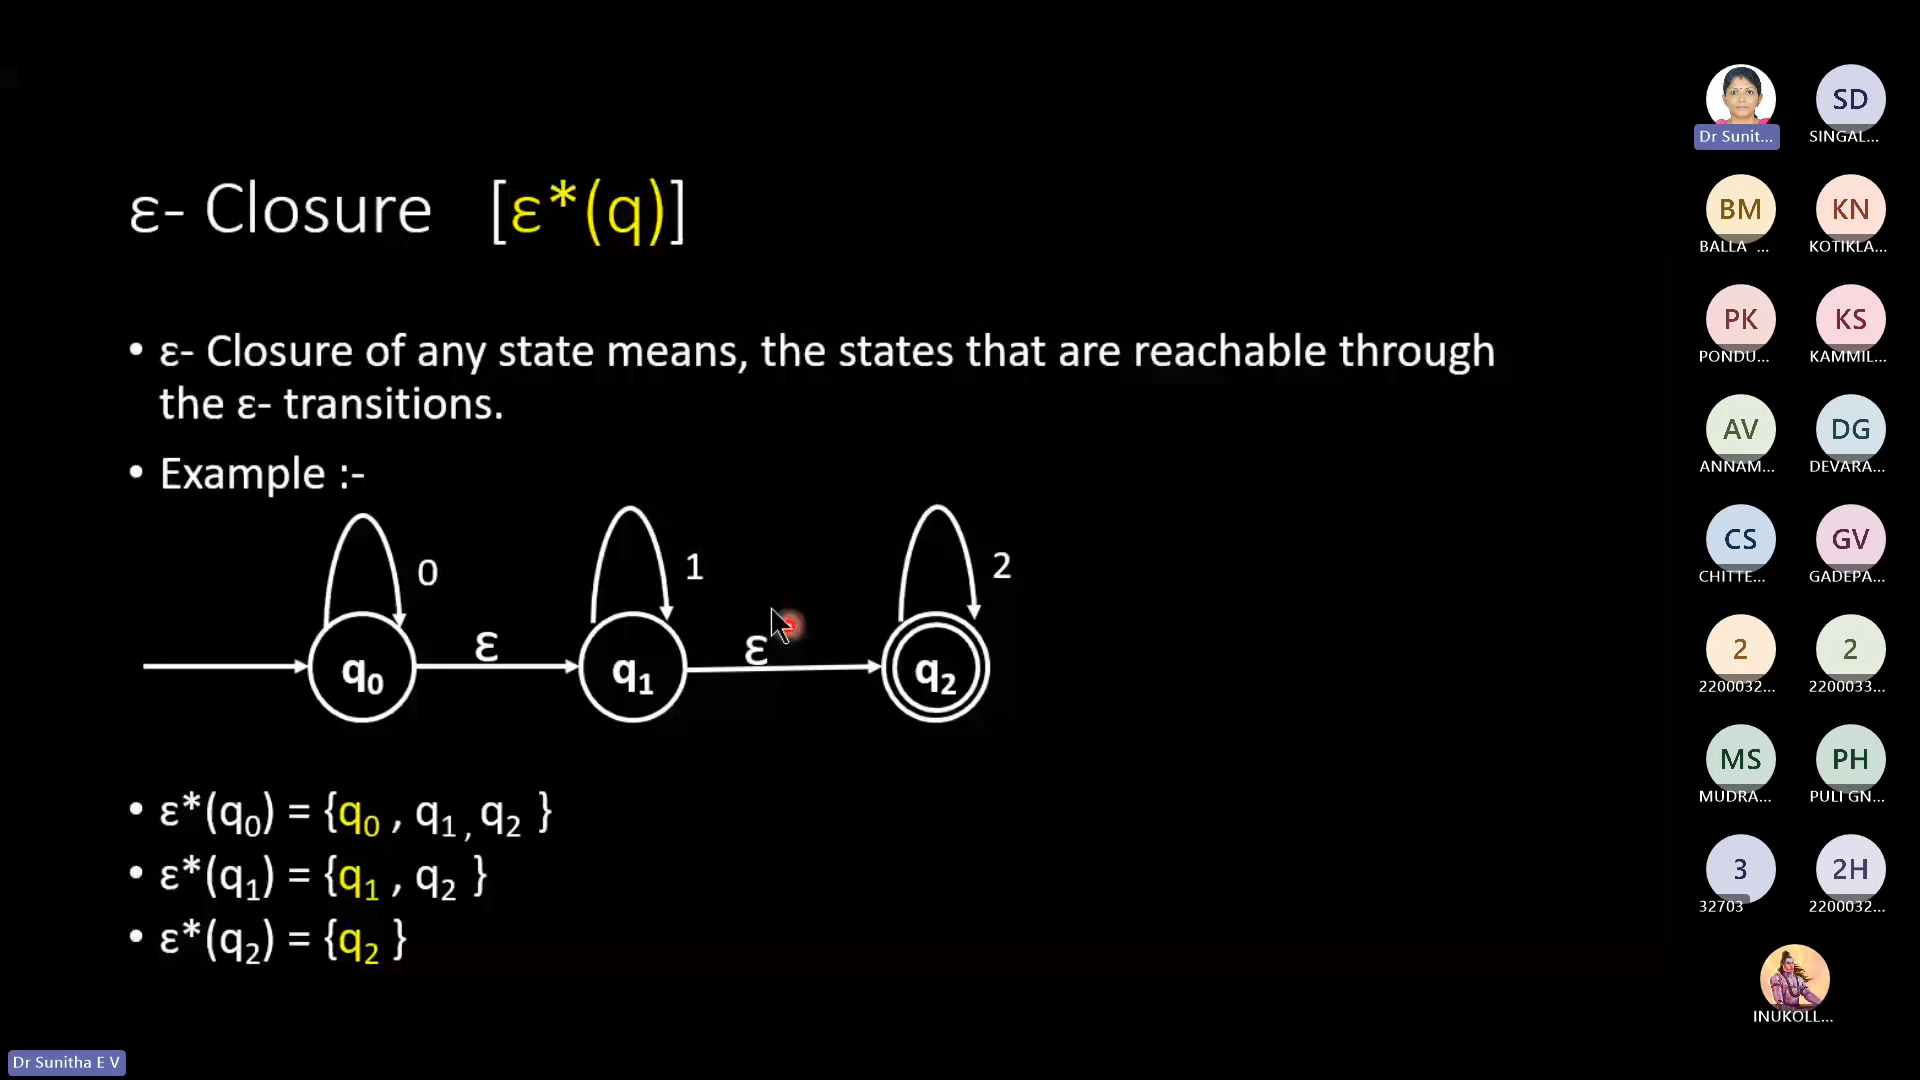 ε- Closure [ε*(q)]
• ε- Closure of any state means, the states that are reachable through
the ε- transitions.
• Example :-
0
1
2
ε
ε
q₀
q₁
q₂
• ε*(q₀) = {q₀ , q₁ , q₂ }
• ε*(q₁) = {q₁ , q₂ }
• ε*(q₂) = {q₂ }
Dr Sunit...
SD
SINGAL...
BM
BALLA ...
KN
KOTIKLA...
PK
PONDU...
KS
KAMMIL...
AV
ANNAM...
DG
DEVARA...
CS
CHITTE...
GV
GADEPA...
2
2200032...
2
2200033...
MS
MUDRA...
PH
PULI GN...
3
32703
2H
2200032...
INUKOLL...
Dr Sunitha E V